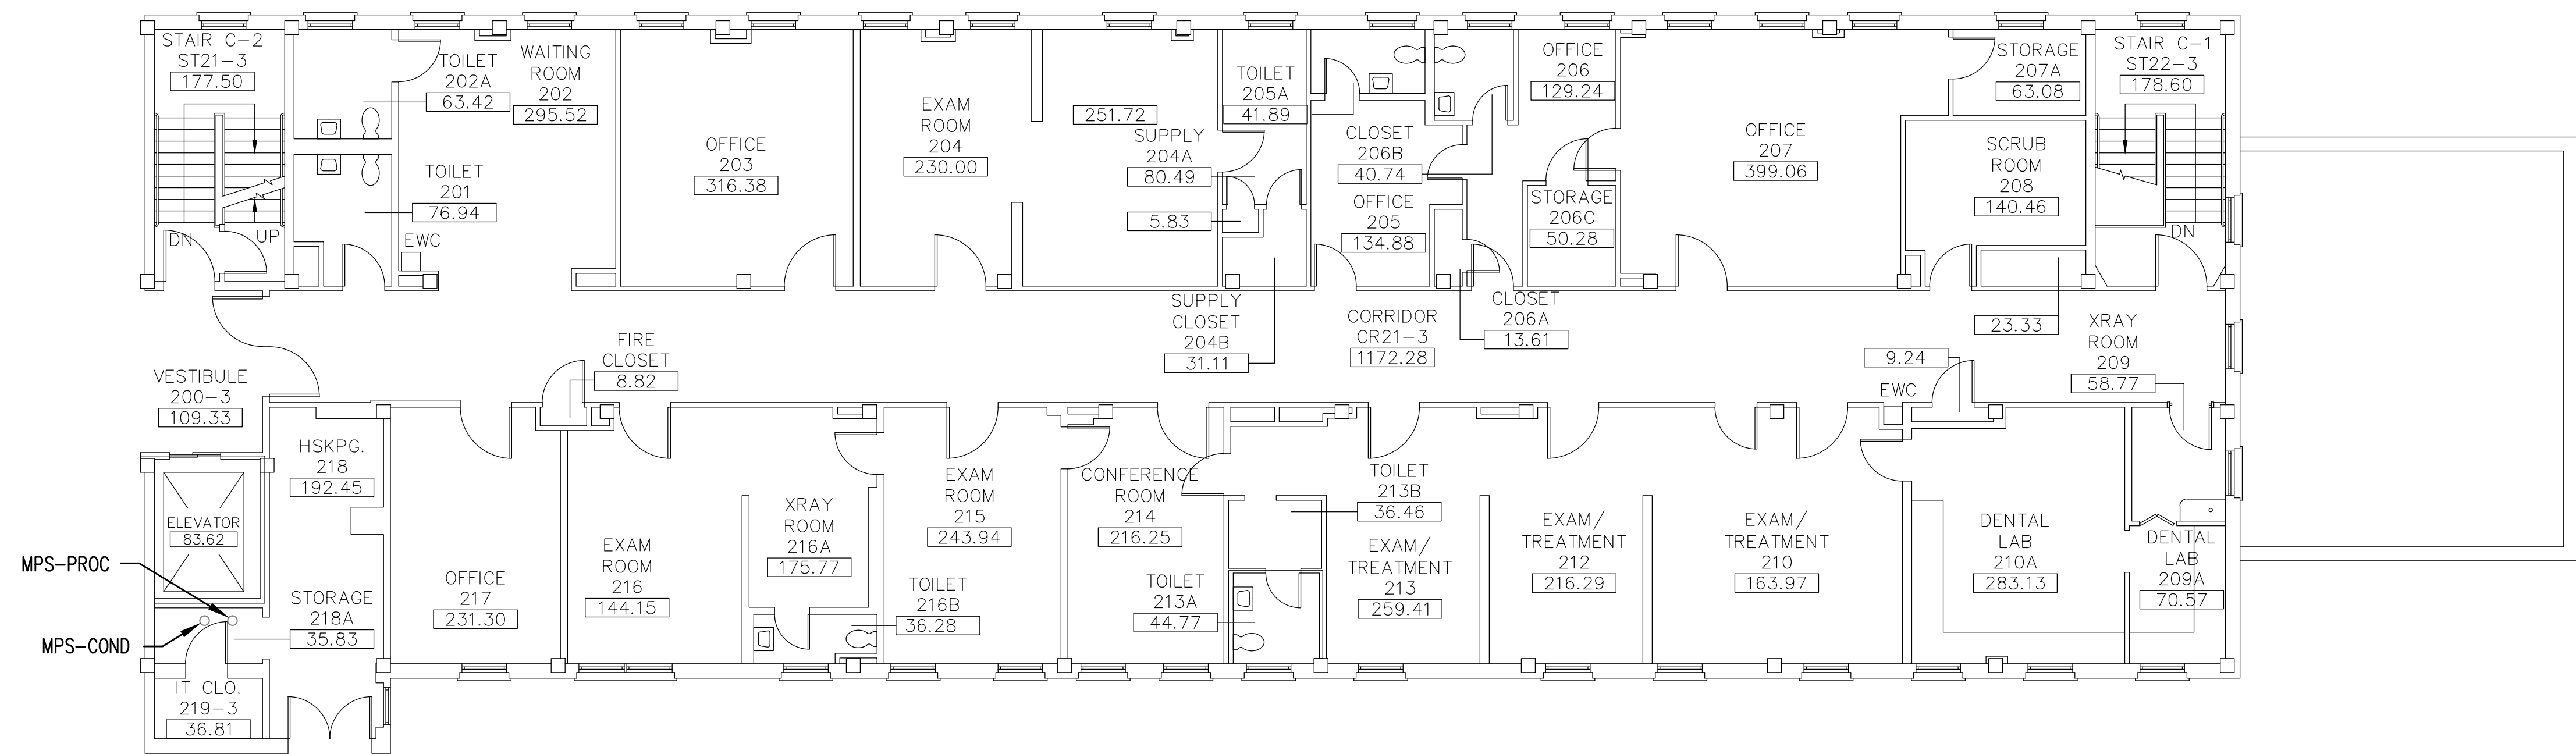 STAIR C-2
ST21-3
177.50
TOILET
202A
63.42
WAITING
ROOM
202
295.52
TOILET
201
76.94
EWC
DN
UP
OFFICE
203
316.38
EXAM
ROOM
204
230.00
251.72
SUPPLY
204A
80.49
5.83
TOILET
205A
41.89
CLOSET
206B
40.74
OFFICE
205
134.88
OFFICE
206
129.24
STORAGE
206C
50.28
OFFICE
207
399.06
STORAGE
207A
63.08
SCRUB
ROOM
208
140.46
STAIR C-1
ST22-3
178.60
DN
VESTIBULE
200-3
109.33
FIRE
CLOSET
8.82
SUPPLY
CLOSET
204B
31.11
CORRIDOR
CR21-3
1172.28
CLOSET
206A
13.61
23.33
9.24
EWC
XRAY
ROOM
209
58.77
HSKPG.
218
192.45
ELEVATOR
83.62
MPS-PROC
MPS-COND
STORAGE
218A
35.83
IT CLO.
219-3
36.81
OFFICE
217
231.30
EXAM
ROOM
216
144.15
XRAY
ROOM
216A
175.77
TOILET
216B
36.28
EXAM
ROOM
215
243.94
CONFERENCE
ROOM
214
216.25
TOILET
213A
44.77
TOILET
213B
36.46
EXAM/
TREATMENT
213
259.41
EXAM/
TREATMENT
212
216.29
EXAM/
TREATMENT
210
163.97
DENTAL
LAB
210A
283.13
DENTAL
LAB
209A
70.57